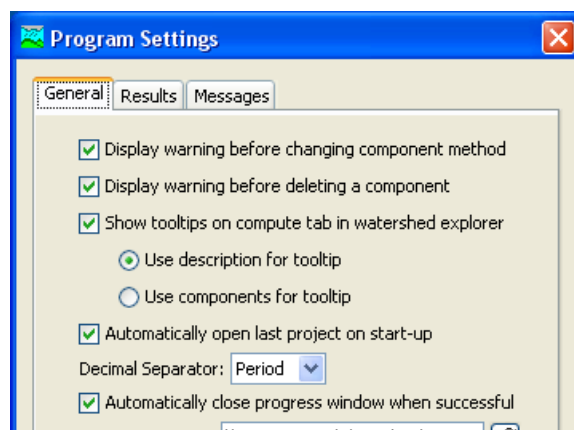 Program Settings
General Results Messages
Display warning before changing component method
Display warning before deleting a component
Show tooltips on compute tab in watershed explorer
Use description for tooltip
Use components for tooltip
Automatically open last project on start-up
Decimal Separator: Period
Automatically close progress window when successful